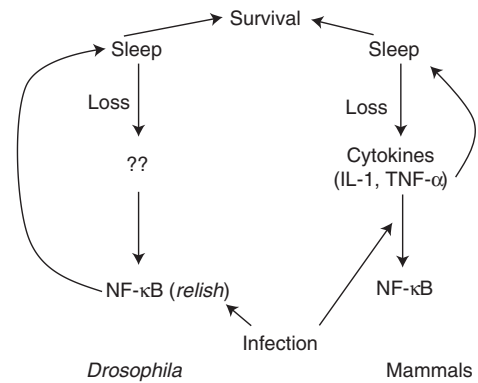 Survival
Sleep Sleep
Loss Loss
?? Cytokines
(IL-1, TNF-α)
NF-κB (relish) NF-κB
Infection
Drosophila Mammals